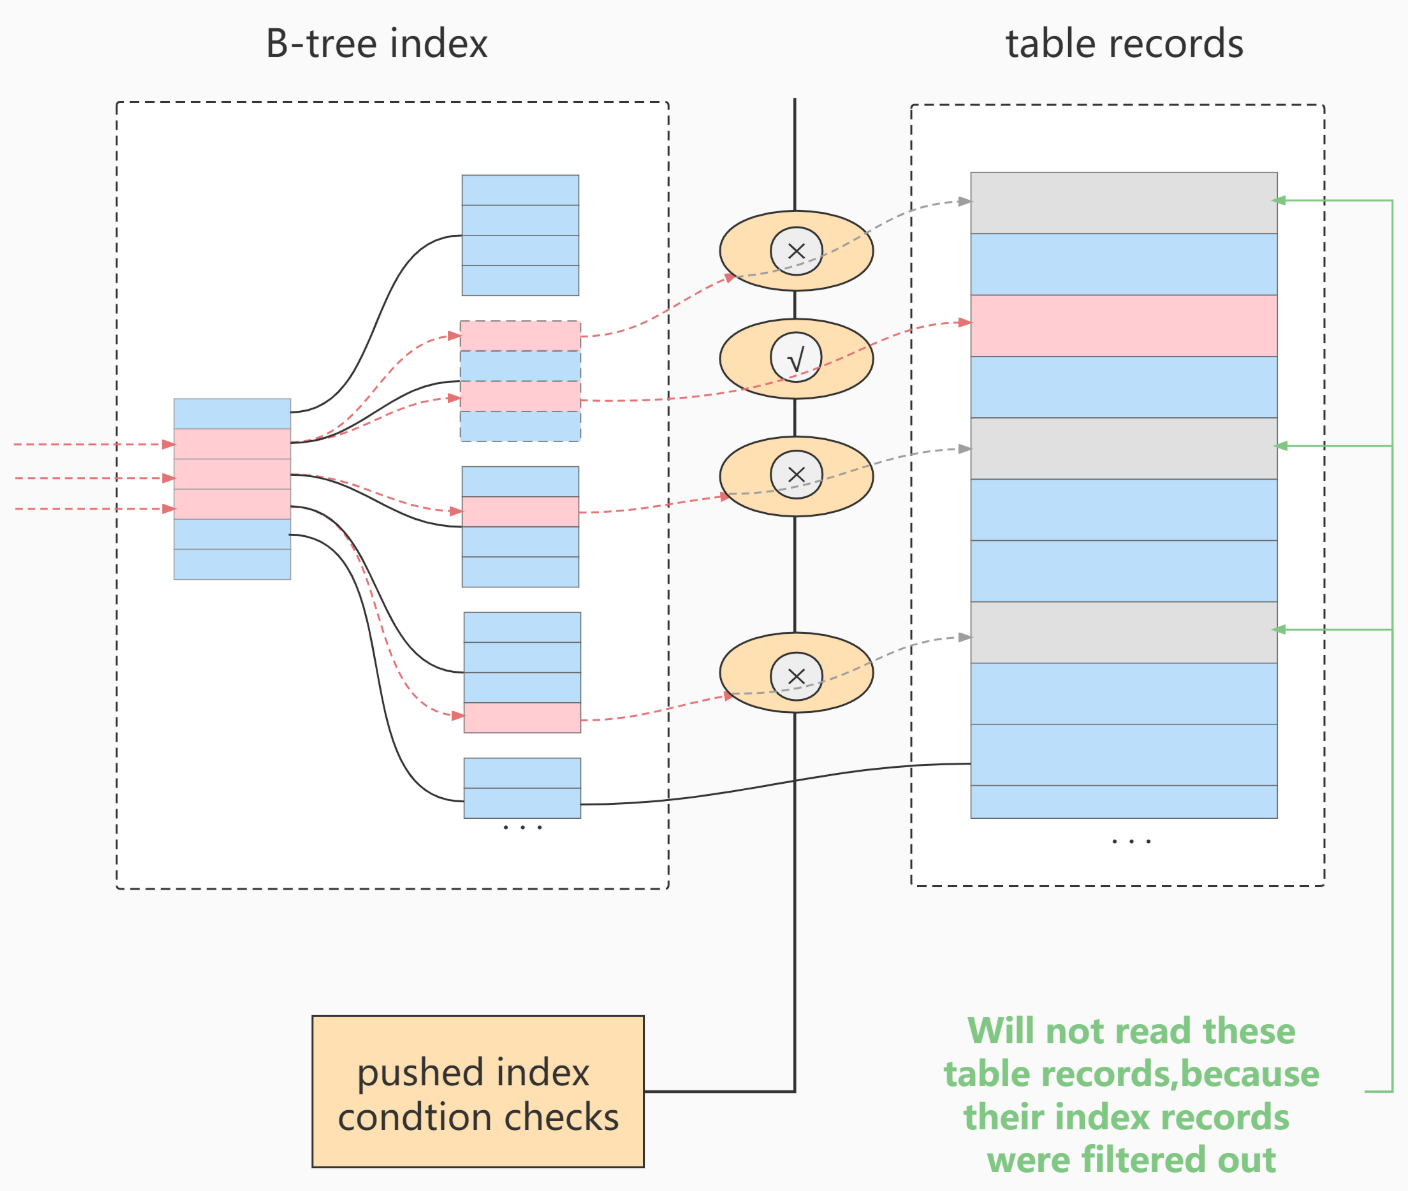 B-tree index
table records
×
√
×
×
. . .
. . .
pushed index
condtion checks
Will not read these
table records,because
their index records
were filtered out